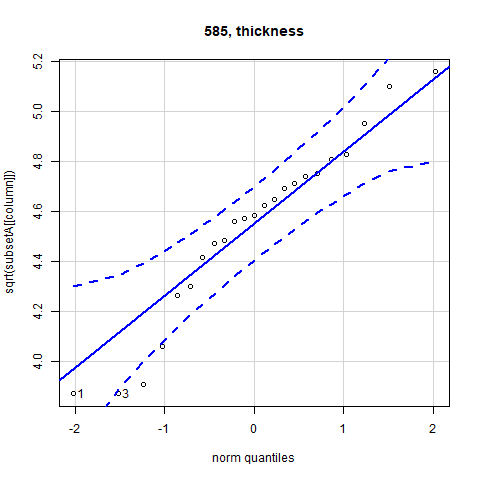 585, thickness
sqrt(subsetA[[column]])
5.2
5.0
4.8
4.6
4.4
4.2
4.0
1
3
-2 -1 0 1 2
norm quantiles